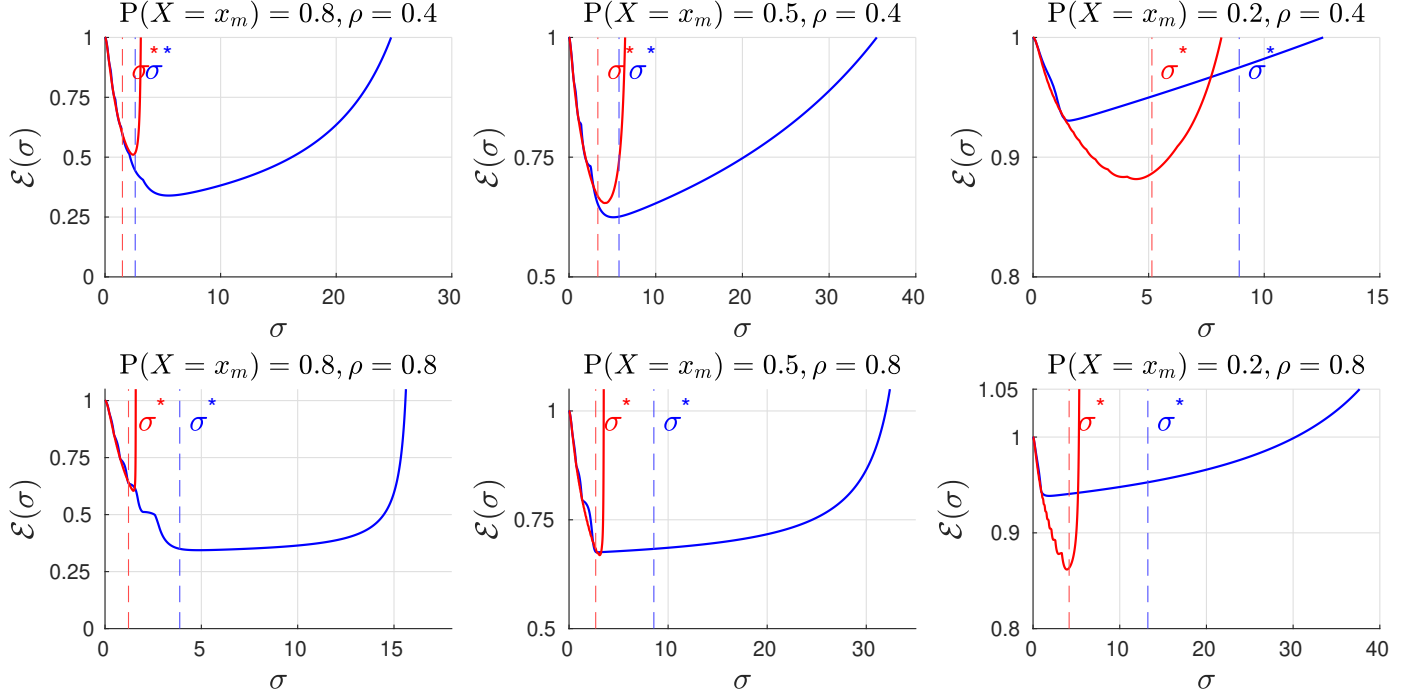 P(X = x_m) = 0.8, ρ = 0.4
ℰ(σ)
1
0.75
0.5
0.25
0
σ* σ*
0 10 20 30
σ
P(X = x_m) = 0.5, ρ = 0.4
ℰ(σ)
1
0.75
0.5
σ* σ*
0 10 20 30 40
σ
P(X = x_m) = 0.2, ρ = 0.4
ℰ(σ)
1
0.9
0.8
σ* σ*
0 5 10 15
σ
P(X = x_m) = 0.8, ρ = 0.8
ℰ(σ)
1
0.75
0.5
0.25
0
σ* σ*
0 5 10 15
σ
P(X = x_m) = 0.5, ρ = 0.8
ℰ(σ)
1
0.75
0.5
σ* σ*
0 10 20 30
σ
P(X = x_m) = 0.2, ρ = 0.8
ℰ(σ)
1.05
1
0.9
0.8
σ* σ*
0 10 20 30 40
σ